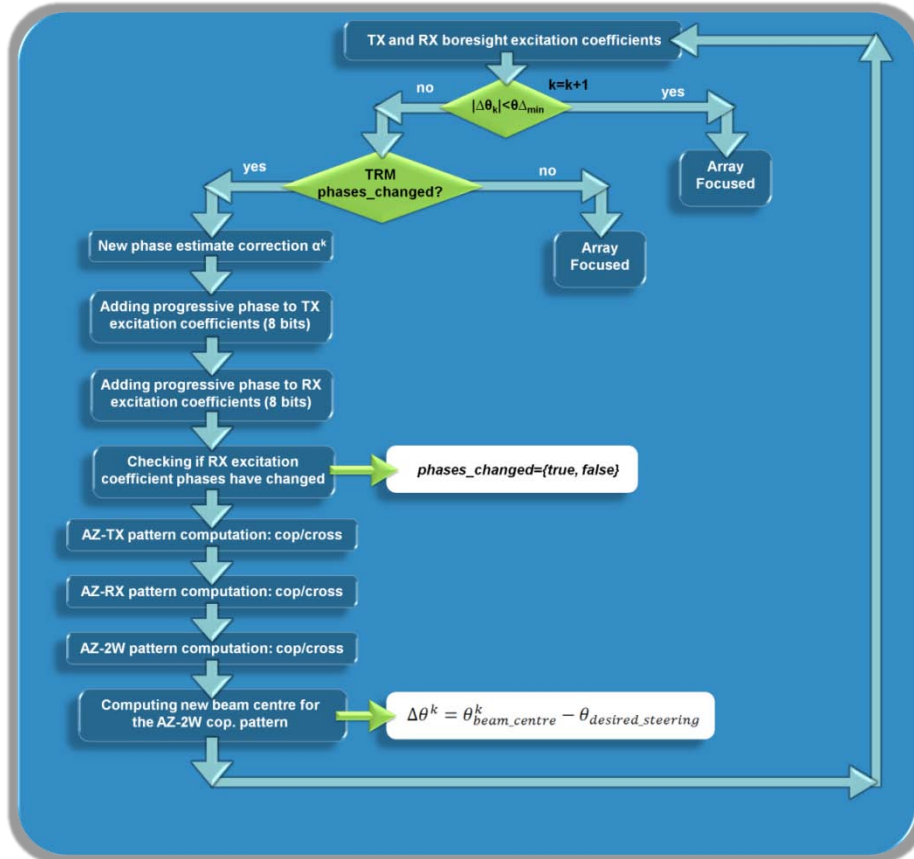 TX and RX boresight excitation coefficients
k=k+1
no
yes
|Δθₖ|<θΔₘᵢₙ
yes
TRM
phases_changed?
no
Array
Focused
Array
Focused
New phase estimate correction αᵏ
Adding progressive phase to TX
excitation coefficients (8 bits)
Adding progressive phase to RX
excitation coefficients (8 bits)
Checking if RX excitation
coefficient phases have changed
phases_changed={true, false}
AZ-TX pattern computation: cop/cross
AZ-RX pattern computation: cop/cross
AZ-2W pattern computation: cop/cross
Computing new beam centre for
the AZ-2W cop. pattern
Δθ^k = θ^k_beam_centre − θ_desired_steering